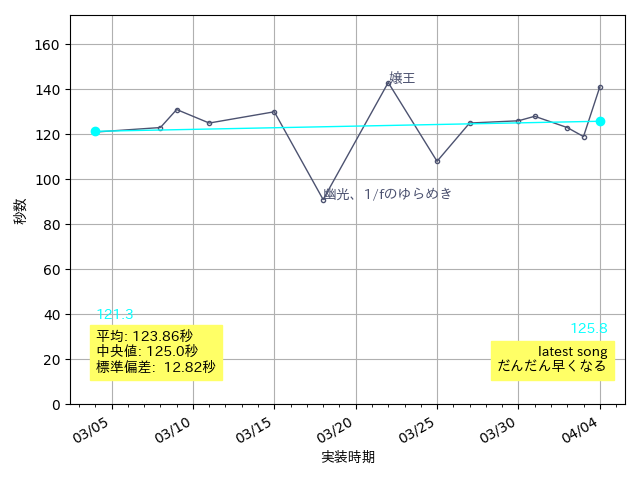 160
140
120
100
80
60
40
20
0
秒数
嬢王
幽光、1/fのゆらめき
121.3
平均: 123.86秒
中央値: 125.0秒
標準偏差: 12.82秒
125.8
latest song
だんだん早くなる
03/05
03/10
03/15
03/20
03/25
03/30
04/04
実装時期